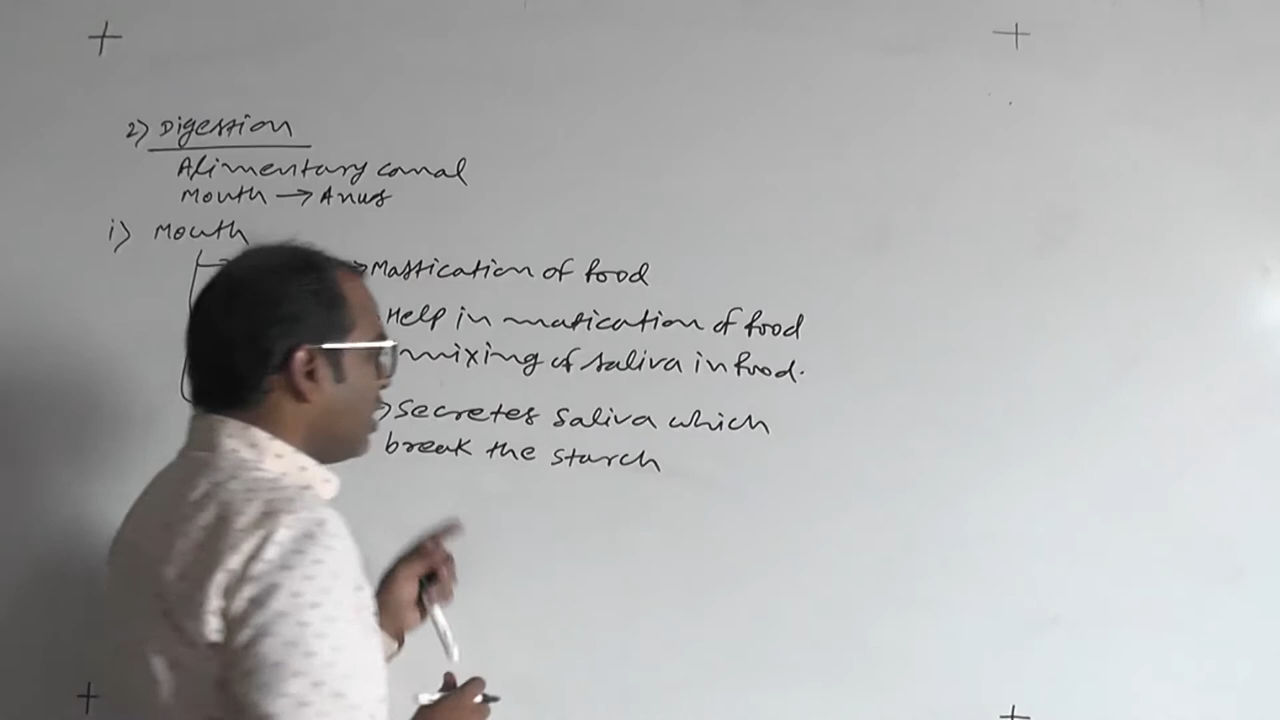 2) Digestion
Alimentary canal
Mouth → Anus
i) Mouth
→ Mastication of food
Help in matication of food
mixing of saliva in food.
secretes saliva which
break the starch